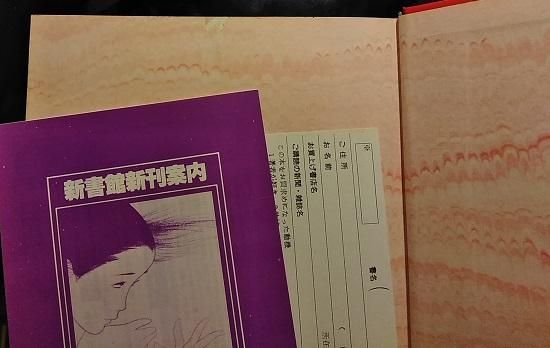 新書館新刊案内
※
書名(
ご住所
お名前
お買上げ書店名
所在
ご購読の新聞・雑誌名
この本をお買求めになった動機